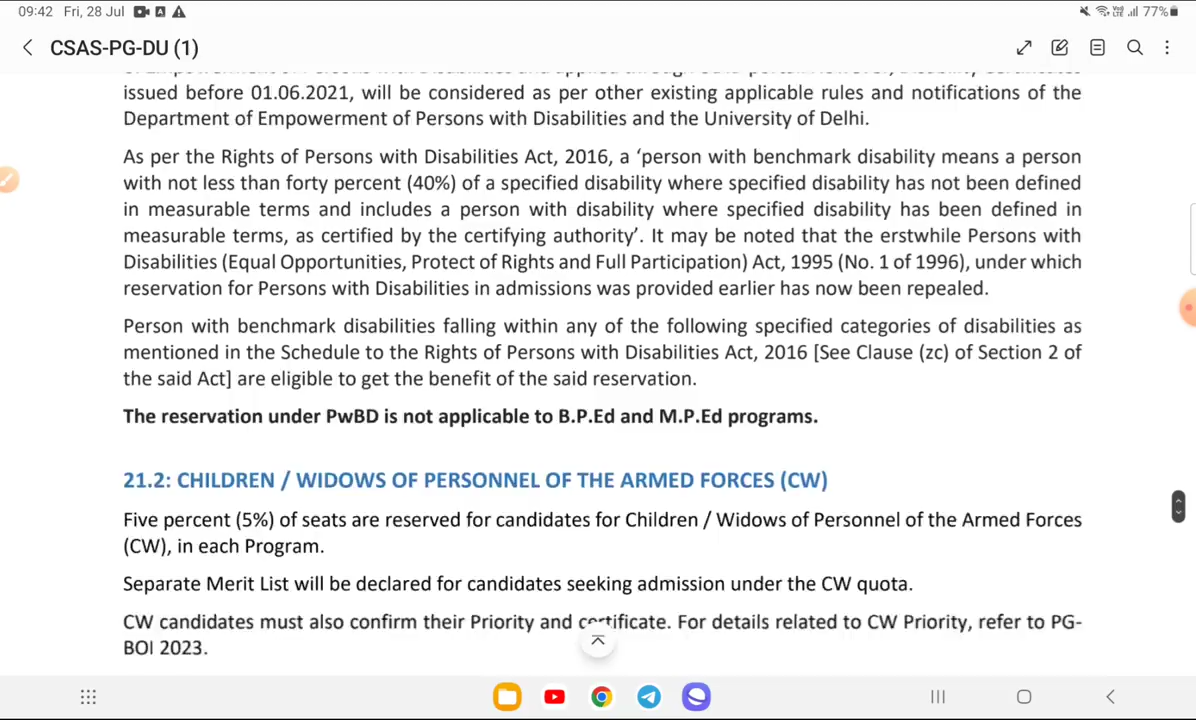 09:42 Fri, 28 Jul
77%
CSAS-PG-DU (1)
issued before 01.06.2021, will be considered as per other existing applicable rules and notifications of the
Department of Empowerment of Persons with Disabilities and the University of Delhi.
As per the Rights of Persons with Disabilities Act, 2016, a ‘person with benchmark disability means a person
with not less than forty percent (40%) of a specified disability where specified disability has not been defined
in measurable terms and includes a person with disability where specified disability has been defined in
measurable terms, as certified by the certifying authority’. It may be noted that the erstwhile Persons with
Disabilities (Equal Opportunities, Protect of Rights and Full Participation) Act, 1995 (No. 1 of 1996), under which
reservation for Persons with Disabilities in admissions was provided earlier has now been repealed.
Person with benchmark disabilities falling within any of the following specified categories of disabilities as
mentioned in the Schedule to the Rights of Persons with Disabilities Act, 2016 [See Clause (zc) of Section 2 of
the said Act] are eligible to get the benefit of the said reservation.
The reservation under PwBD is not applicable to B.P.Ed and M.P.Ed programs.
21.2: CHILDREN / WIDOWS OF PERSONNEL OF THE ARMED FORCES (CW)
Five percent (5%) of seats are reserved for candidates for Children / Widows of Personnel of the Armed Forces
(CW), in each Program.
Separate Merit List will be declared for candidates seeking admission under the CW quota.
CW candidates must also confirm their Priority and certificate. For details related to CW Priority, refer to PG-
BOI 2023.